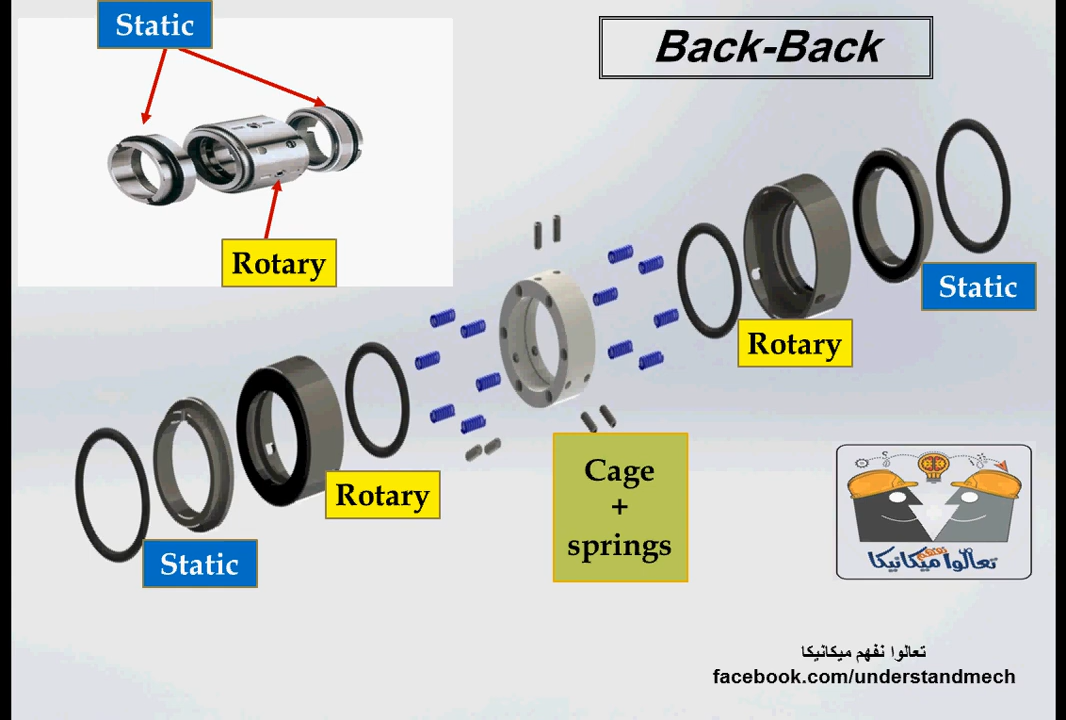 Static
Back-Back
Rotary
Static
Rotary
Cage
+
springs
Rotary
Static
تعالوا نفهم ميكانيكا
تعالوا نفهم ميكانيكا
facebook.com/understandmech